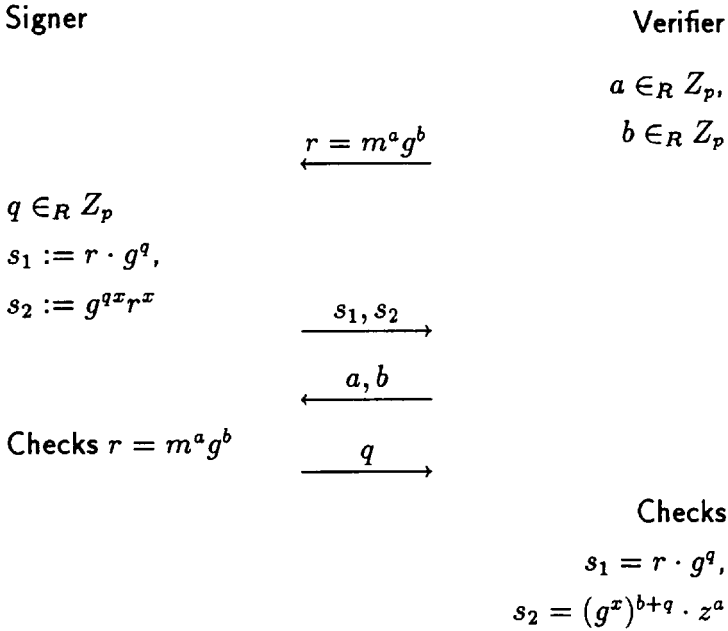 Signer
Verifier
a ∈_R Z_p,
b ∈_R Z_p
r = m^a g^b
q ∈_R Z_p
s_1 := r · g^q,
s_2 := g^{qx} r^x
s_1, s_2
a, b
Checks r = m^a g^b
q
Checks
s_1 = r · g^q,
s_2 = (g^x)^{b+q} · z^a